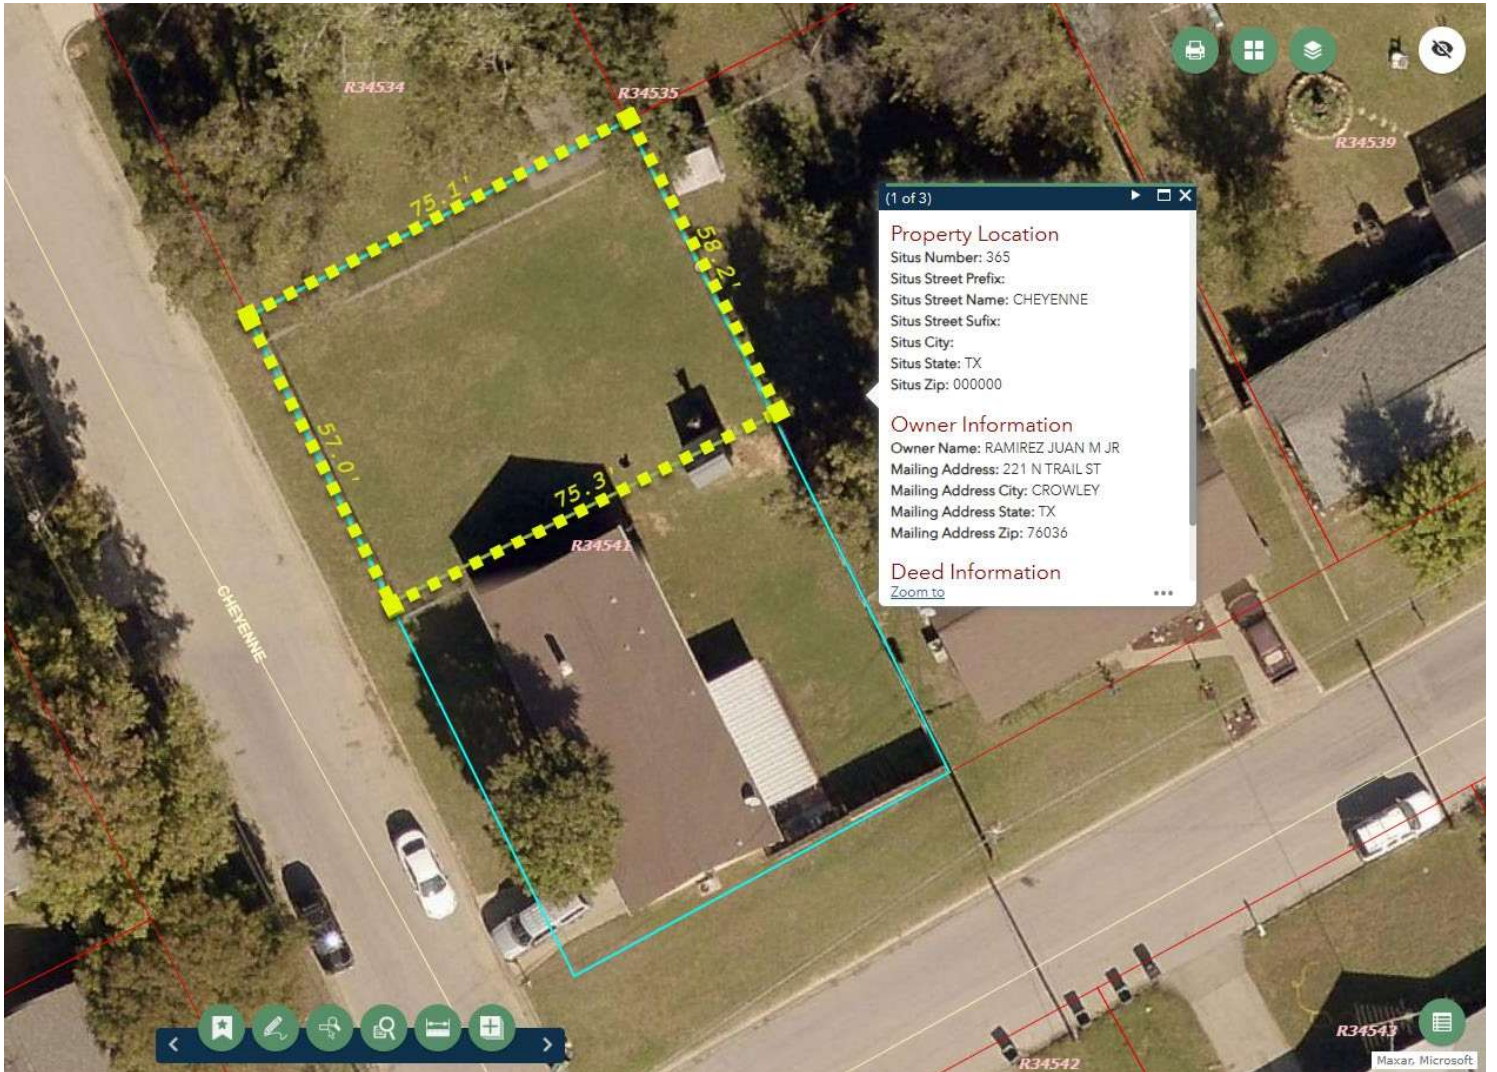 R34534
R34535
R34539
75.1'
58.2'
57.0'
75.3'
R34541
CHEYENNE
(1 of 3)
Property Location
Situs Number: 365
Situs Street Prefix:
Situs Street Name: CHEYENNE
Situs Street Sufix:
Situs City:
Situs State: TX
Situs Zip: 000000
Owner Information
Owner Name: RAMIREZ JUAN M JR
Mailing Address: 221 N TRAIL ST
Mailing Address City: CROWLEY
Mailing Address State: TX
Mailing Address Zip: 76036
Deed Information
Zoom to
R34543
R34542
Maxar, Microsoft